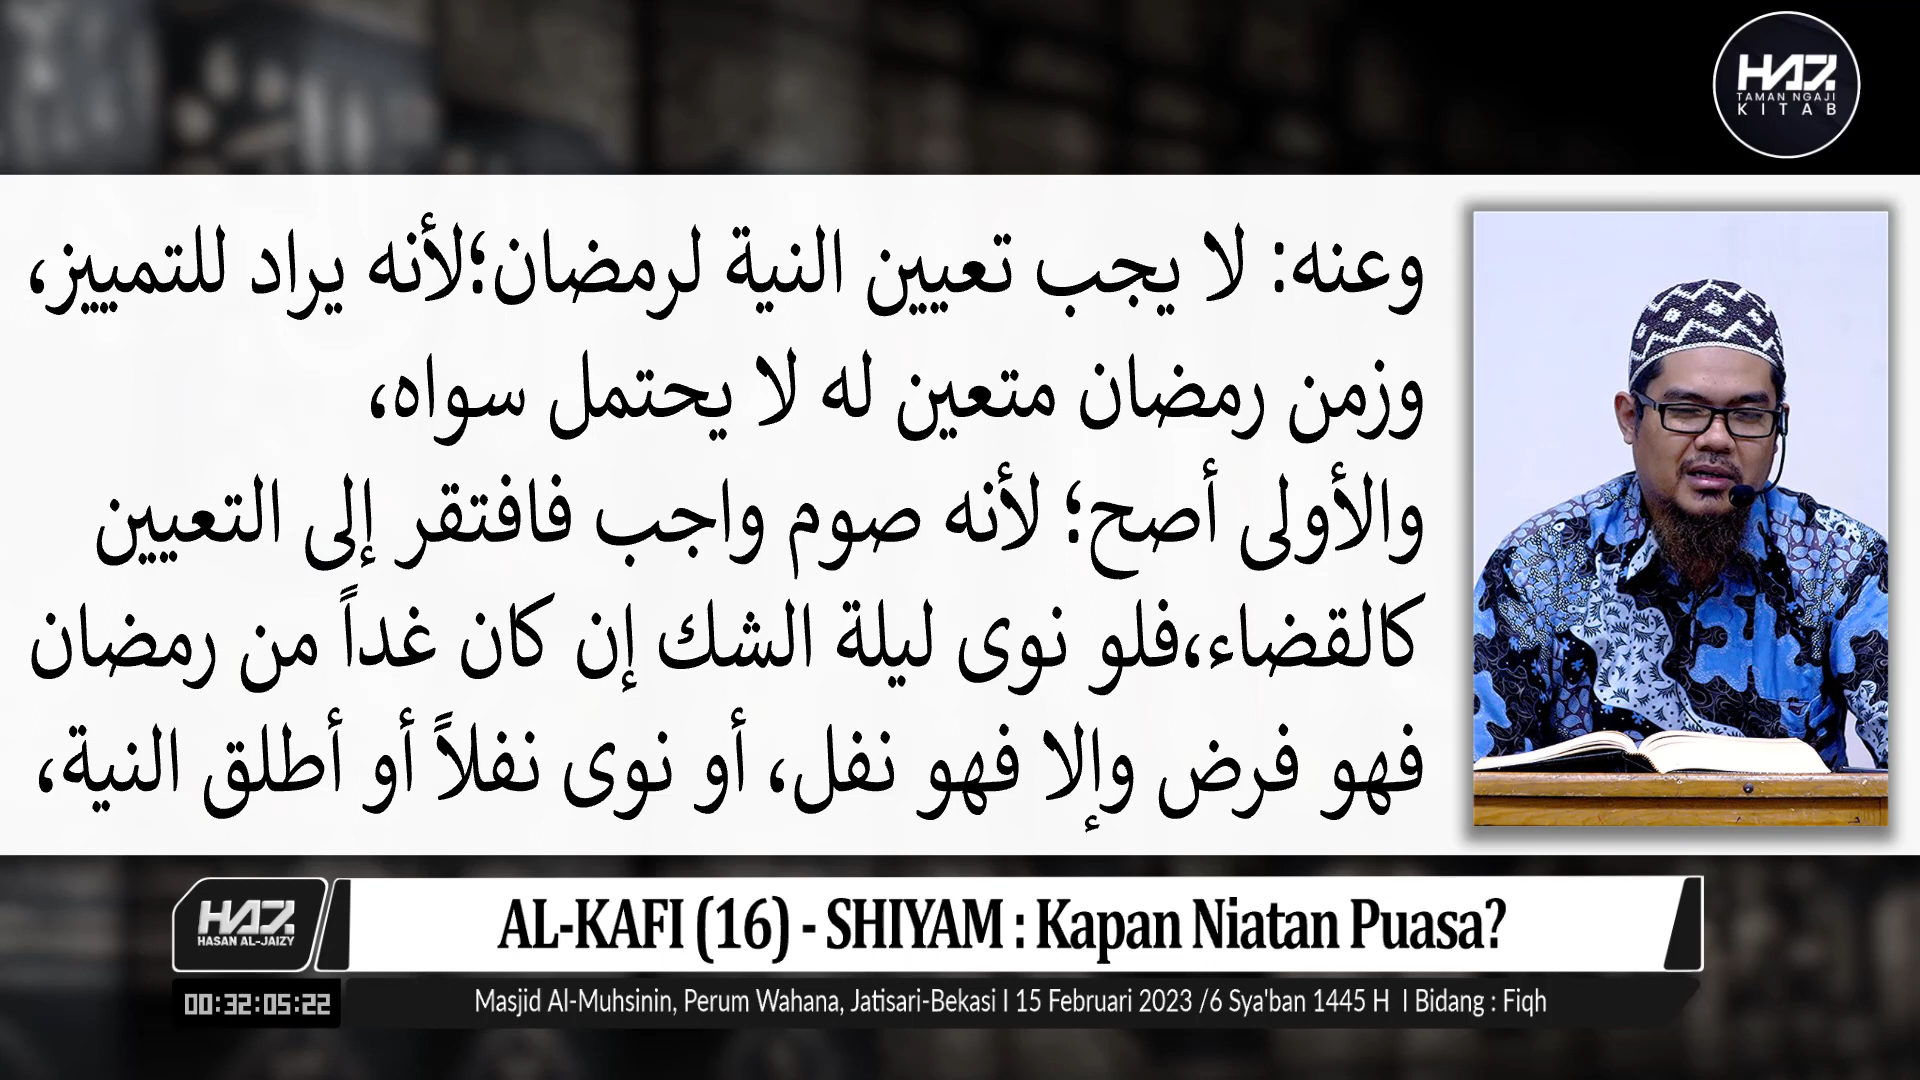 HAZ.
TAMAN NGAJI
KITAB
وعنه: لا يجب تعيين النية لرمضان؛لأنه يراد للتمييز،
وزمن رمضان متعين له لا يحتمل سواه،
والأولى أصح؛ لأنه صوم واجب فافتقر إلى التعيين
كالقضاء،فلو نوى ليلة الشك إن كان غداً من رمضان
فهو فرض وإلا فهو نفل، أو نوى نفلاً أو أطلق النية،
HAZ.
HASAN AL-JAIZY
AL-KAFI (16) - SHIYAM : Kapan Niatan Puasa?
00:32:05:22
Masjid Al-Muhsinin, Perum Wahana, Jatisari-Bekasi I 15 Februari 2023 /6 Sya'ban 1445 H I Bidang : Fiqh